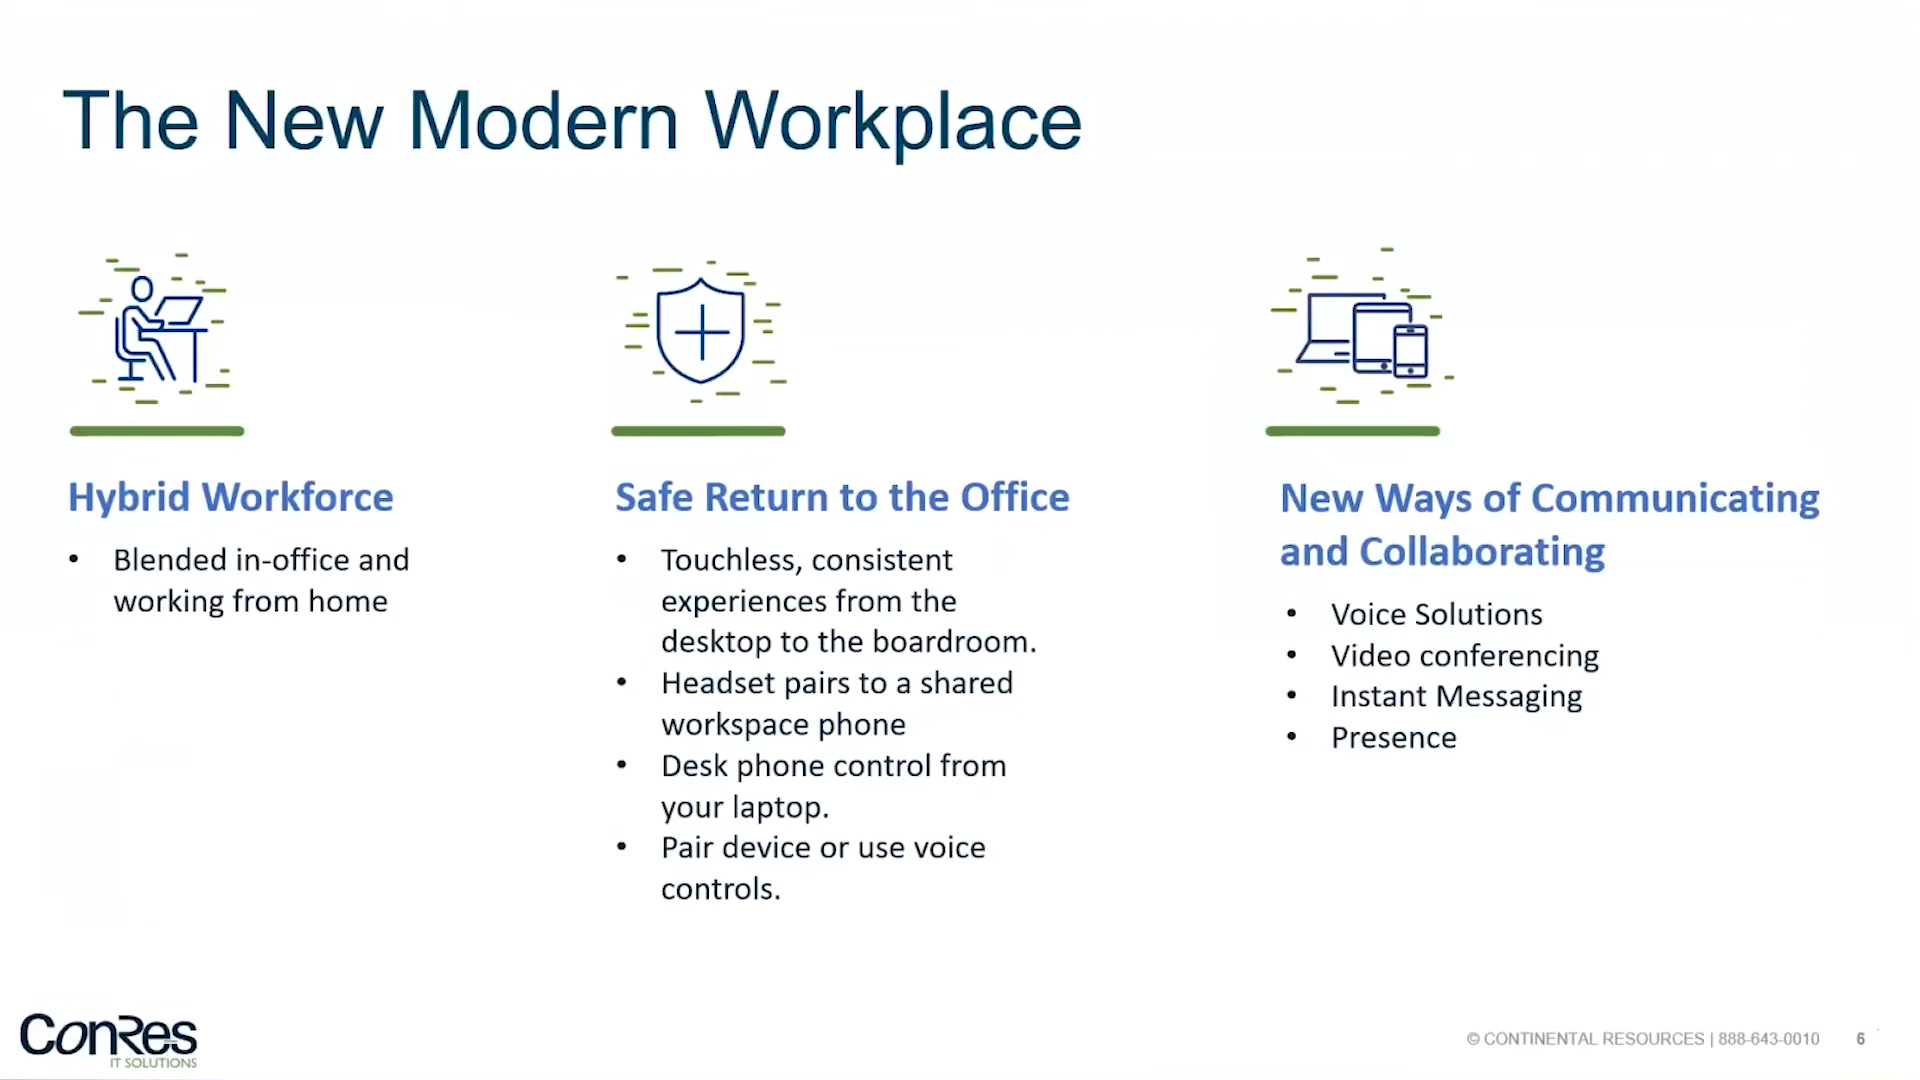 The New Modern Workplace
Hybrid Workforce
• Blended in-office and
working from home
Safe Return to the Office
• Touchless, consistent
experiences from the
desktop to the boardroom.
• Headset pairs to a shared
workspace phone
• Desk phone control from
your laptop.
• Pair device or use voice
controls.
New Ways of Communicating
and Collaborating
• Voice Solutions
• Video conferencing
• Instant Messaging
• Presence
ConRes
IT SOLUTIONS
© CONTINENTAL RESOURCES | 888-643-0010 6